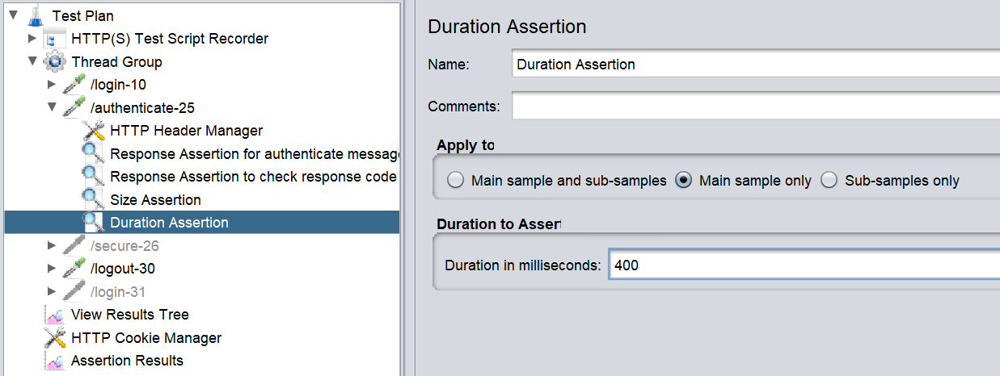 Test Plan
HTTP(S) Test Script Recorder
Thread Group
/login-10
/authenticate-25
HTTP Header Manager
Response Assertion for authenticate message
Response Assertion to check response code
Size Assertion
Duration Assertion
/secure-26
/logout-30
/login-31
View Results Tree
HTTP Cookie Manager
Assertion Results
Duration Assertion
Name: Duration Assertion
Comments:
Apply to
Main sample and sub-samples Main sample only Sub-samples only
Duration to Assert
Duration in milliseconds: 400